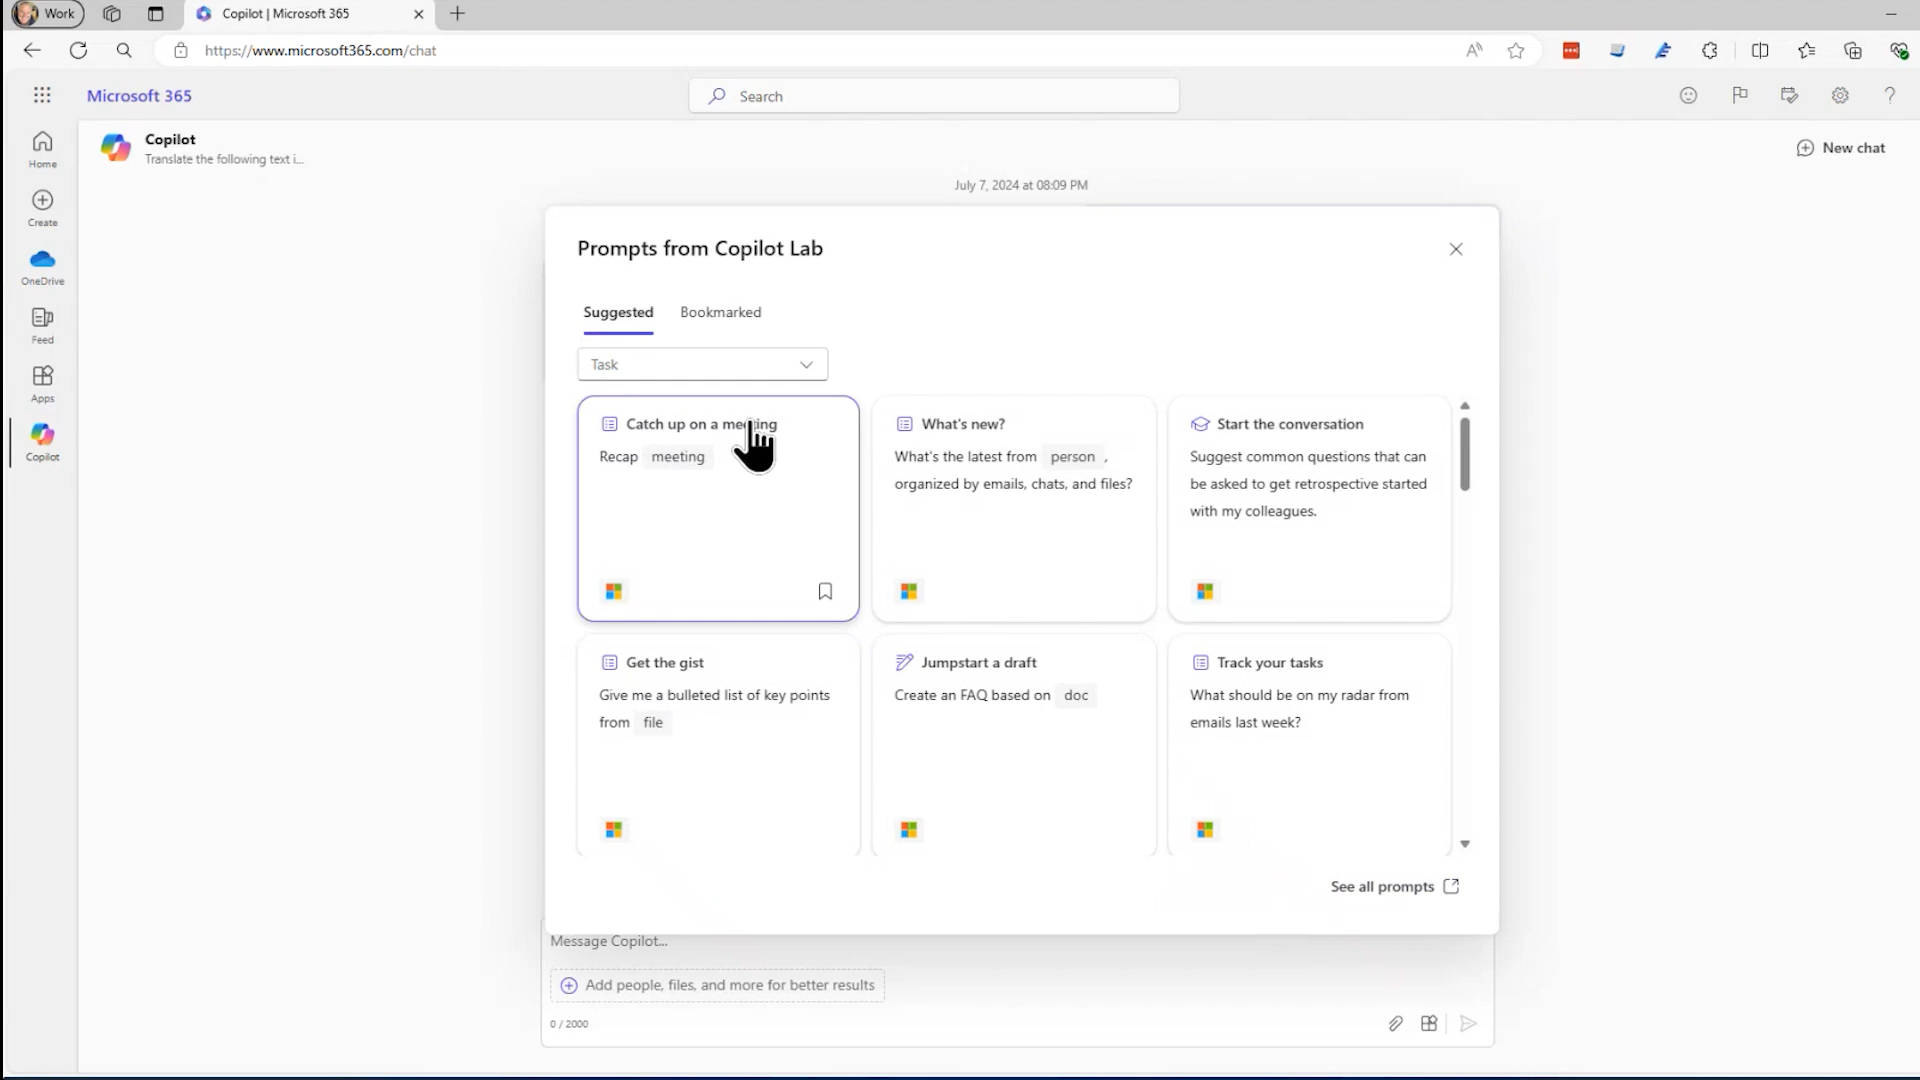 Work
Copilot | Microsoft 365
https://www.microsoft365.com/chat
Microsoft 365
Search
Home
Create
OneDrive
Feed
Apps
Copilot
Copilot
Translate the following text i...
New chat
July 7, 2024 at 08:09 PM
Prompts from Copilot Lab
Suggested
Bookmarked
Task
Catch up on a meeting
Recap meeting
What's new?
What's the latest from person ,
organized by emails, chats, and files?
Start the conversation
Suggest common questions that can
be asked to get retrospective started
with my colleagues.
Get the gist
Give me a bulleted list of key points
from file
Jumpstart a draft
Create an FAQ based on doc
Track your tasks
What should be on my radar from
emails last week?
See all prompts
Message Copilot...
Add people, files, and more for better results
0 / 2000